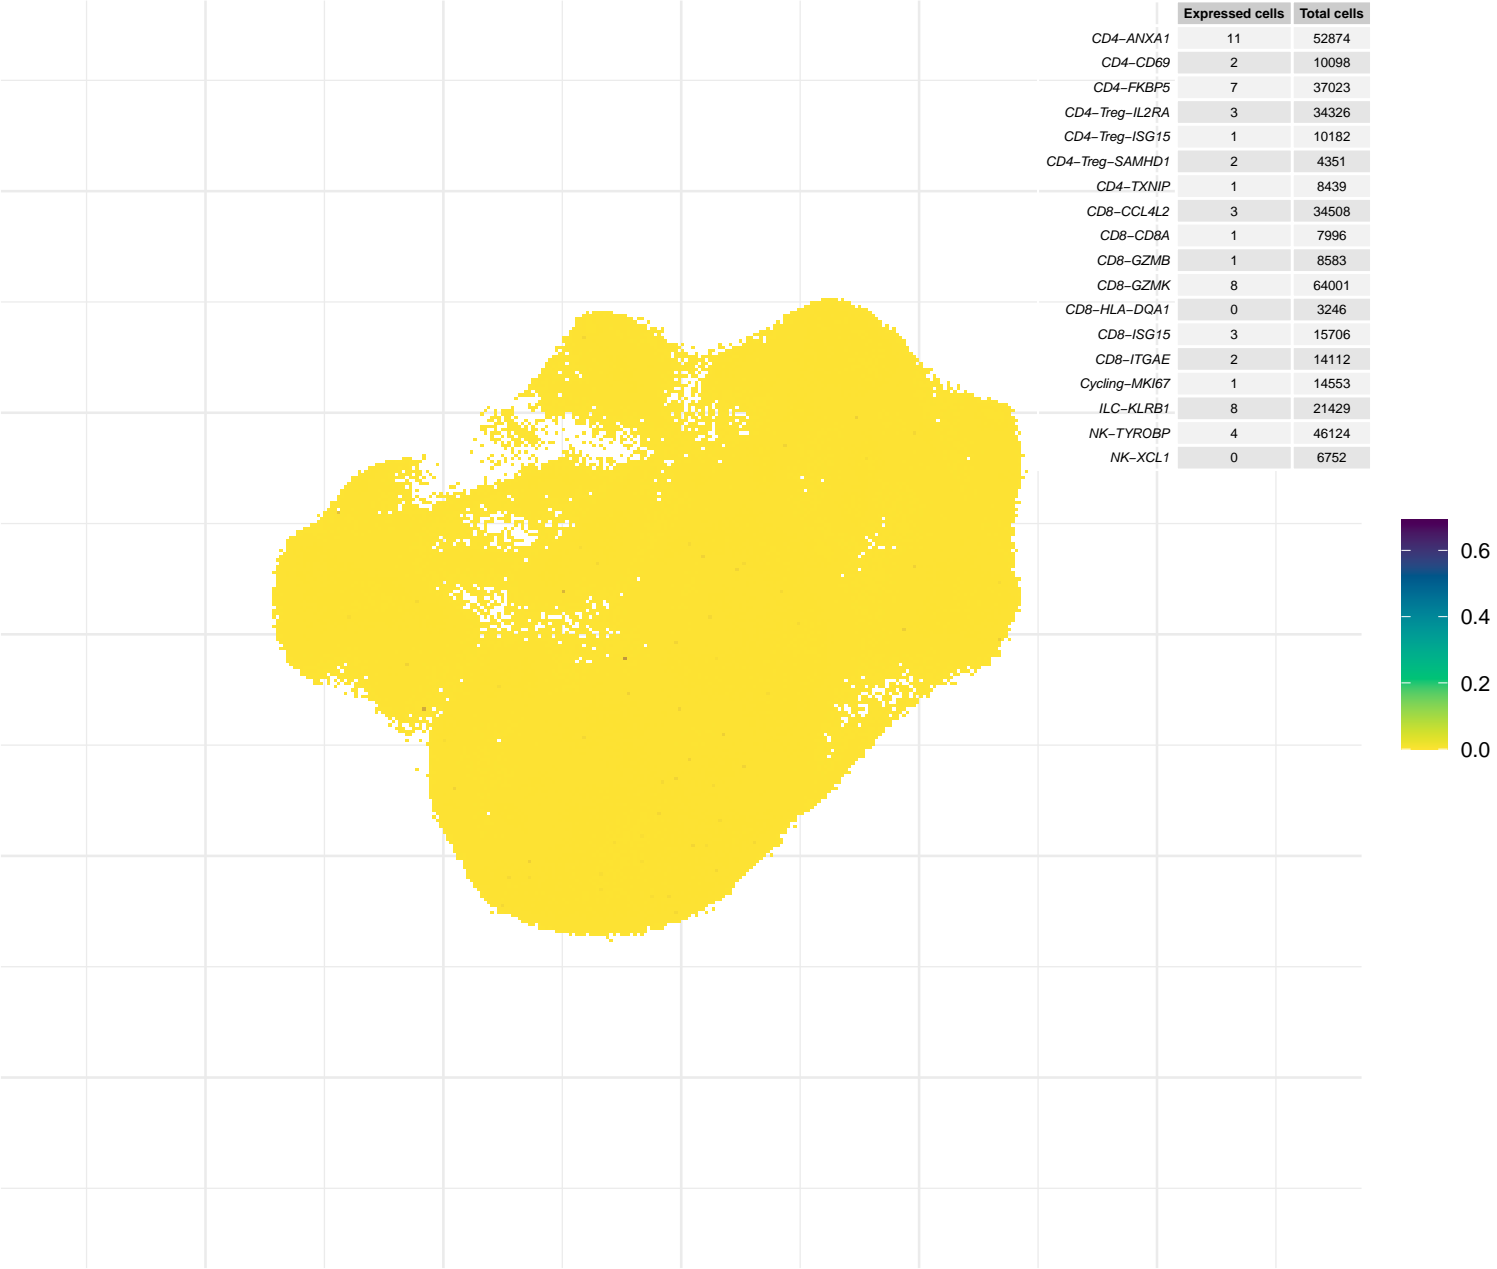 Expressed cells Total cells
CD4−ANXA1 11 52874
CD4−CD69 2 10098
CD4−FKBP5 7 37023
CD4−Treg−IL2RA 3 34326
CD4−Treg−ISG15 1 10182
CD4−Treg−SAMHD1 2 4351
CD4−TXNIP 1 8439
CD8−CCL4L2 3 34508
CD8−CD8A 1 7996
CD8−GZMB 1 8583
CD8−GZMK 8 64001
CD8−HLA−DQA1 0 3246
CD8−ISG15 3 15706
CD8−ITGAE 2 14112
Cycling−MKI67 1 14553
ILC−KLRB1 8 21429
NK−TYROBP 4 46124
NK−XCL1 0 6752
0.6
0.4
0.2
0.0